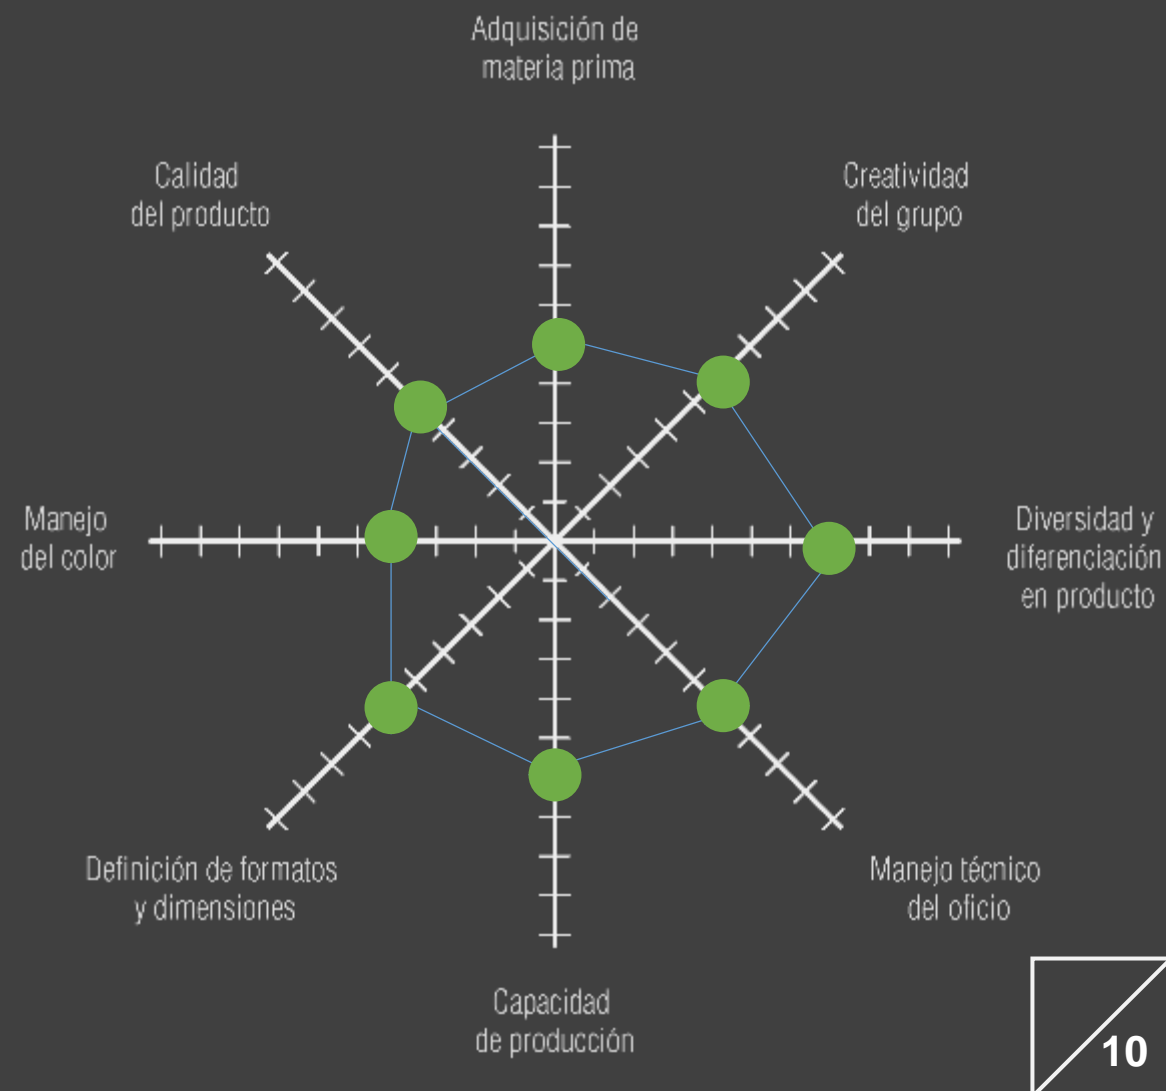 Adquisición de
materia prima
Calidad
del producto
Creatividad
del grupo
Manejo
del color
Diversidad y
diferenciación
en producto
Definición de formatos
y dimensiones
Manejo técnico
del oficio
Capacidad
de producción
10